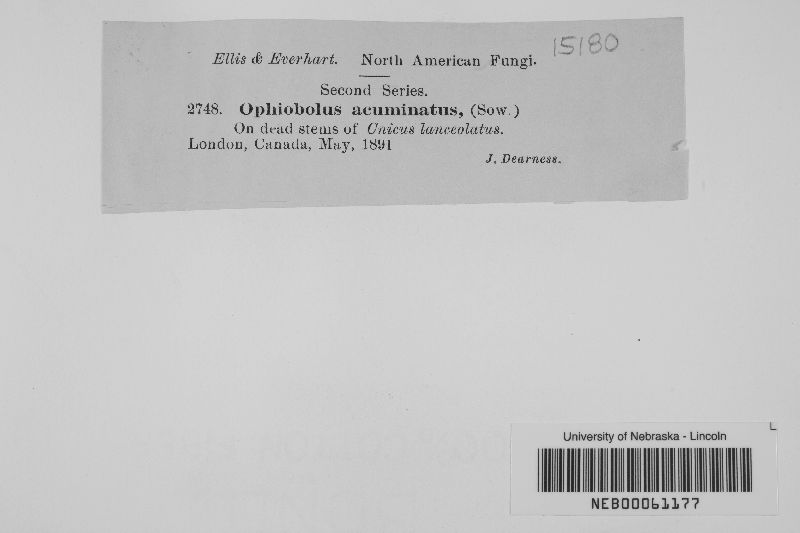 Ellis & Everhart. North American Fungi.
15180
Second Series.
2748. Ophiobolus acuminatus, (Sow.)
On dead stems of Cnicus lanceolatus.
London, Canada, May, 1891
J. Dearness.
University of Nebraska - Lincoln
NEB00061177